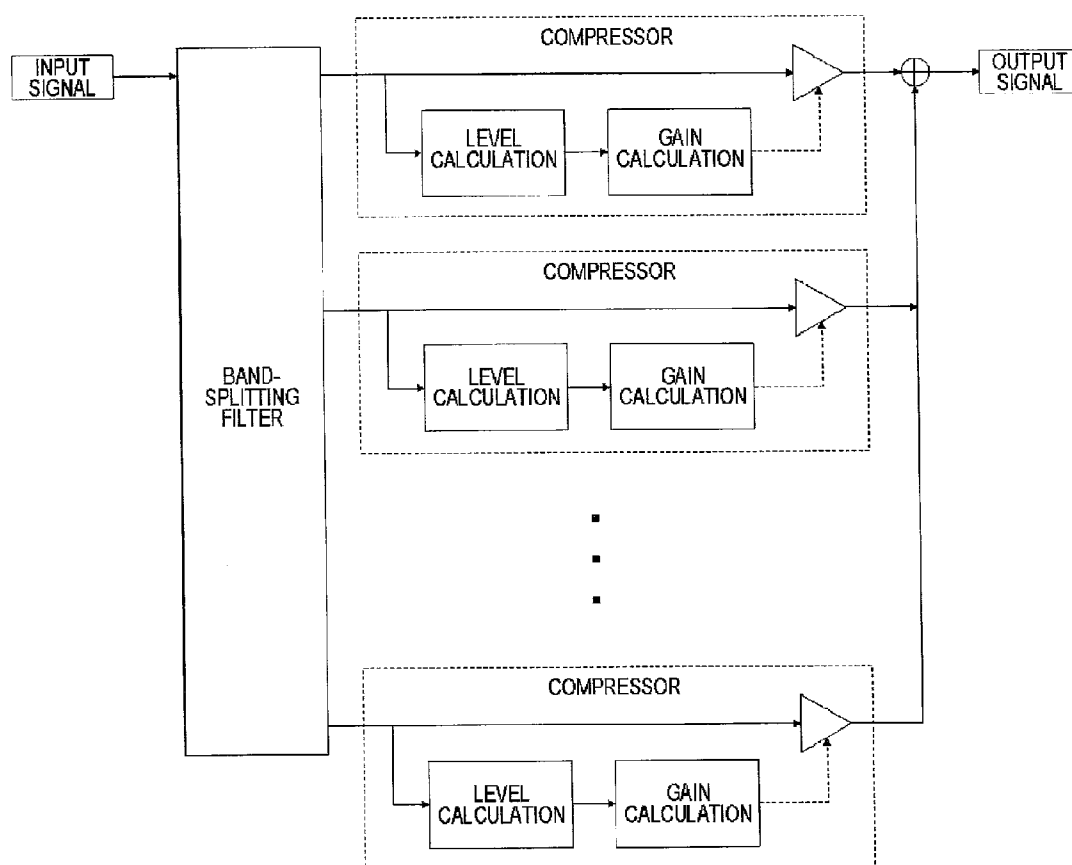 INPUT
SIGNAL
BAND-
SPLITTING
FILTER
COMPRESSOR
LEVEL
CALCULATION
GAIN
CALCULATION
OUTPUT
SIGNAL
COMPRESSOR
LEVEL
CALCULATION
GAIN
CALCULATION
COMPRESSOR
LEVEL
CALCULATION
GAIN
CALCULATION